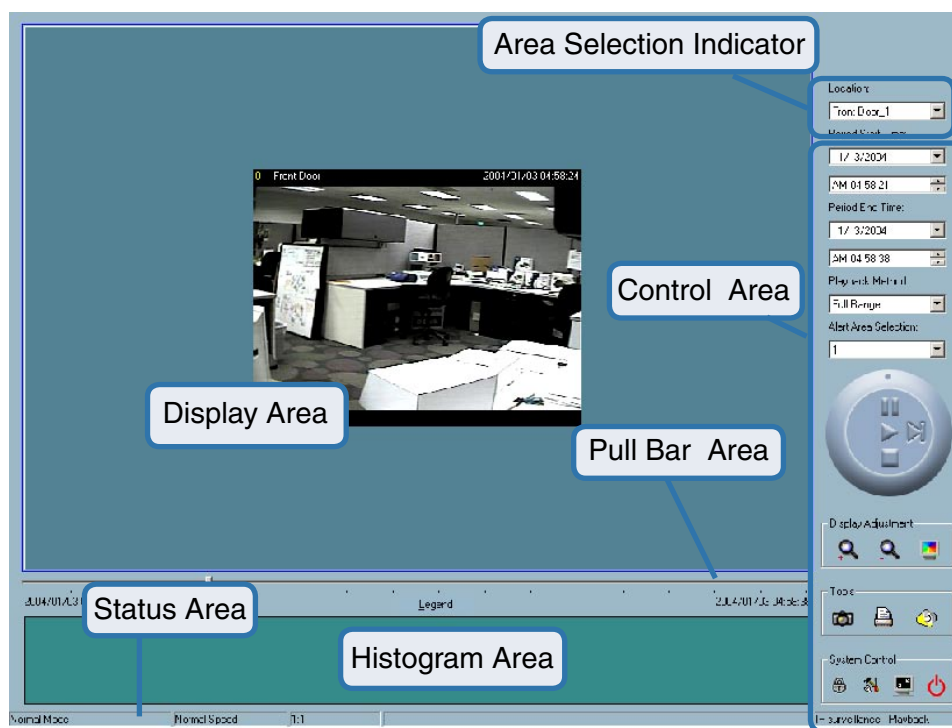 Area Selection Indicator
Location:
Front Door_1
0 Front Door 2004/01/03 04:58:24
1/ 3/2004
AM 04:58:21
Period End Time:
1/ 3/2004
AM 04:58:38
Playback Method
Full Range
Control Area
Alert Area Selection:
1
Display Area
Pull Bar Area
Display Adjustment
Status Area
Legend
Tools
Histogram Area
System Control
Normal Mode
Normal Speed
1:1
Playback